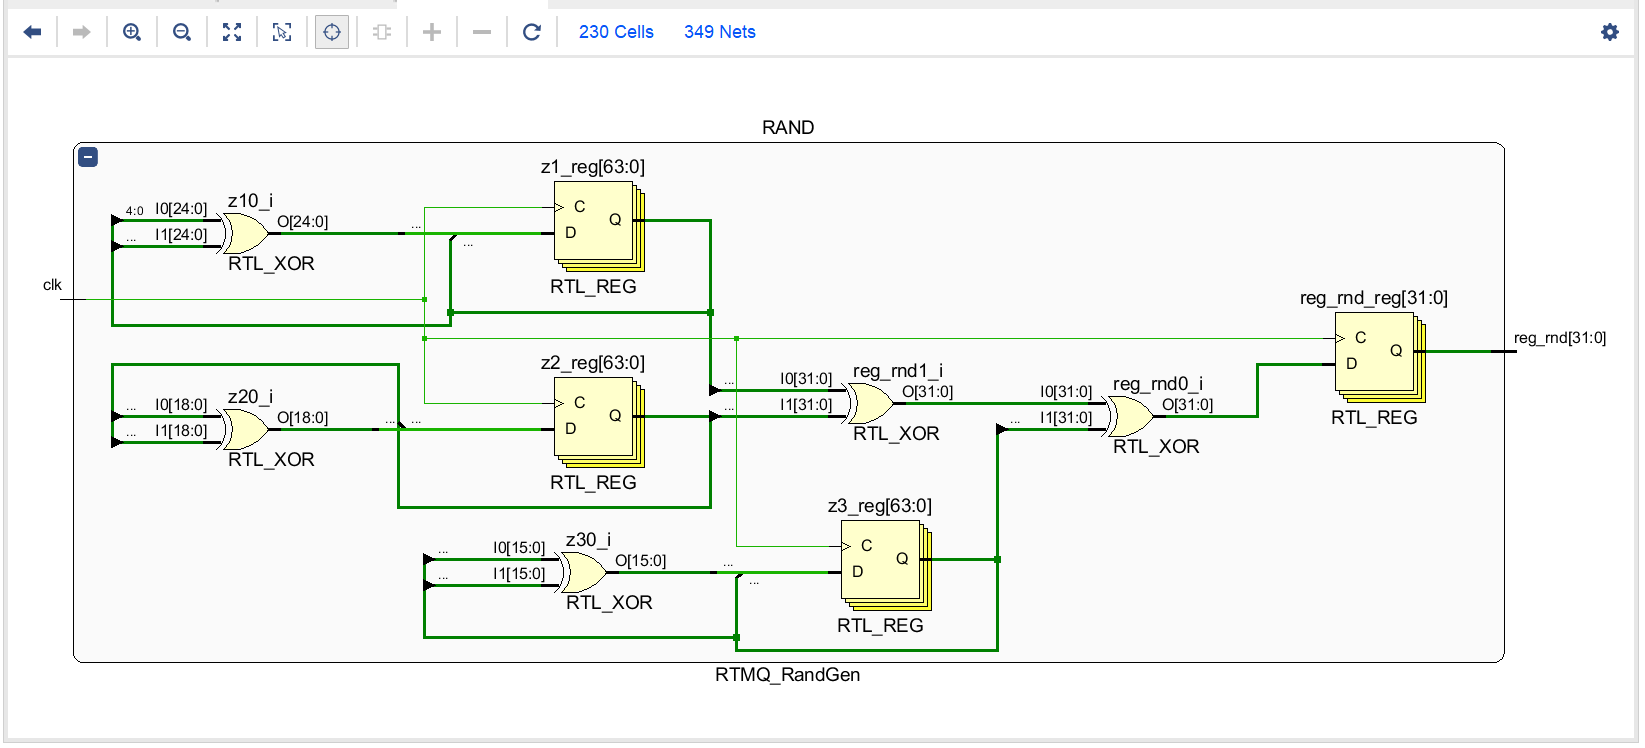 230 Cells 349 Nets
RAND
z1_reg[63:0]
C
Q
D
RTL_REG
z10_i
4:0 I0[24:0]
... I1[24:0]
O[24:0]
RTL_XOR
...
...
clk
z2_reg[63:0]
C
Q
D
RTL_REG
z20_i
... I0[18:0]
... I1[18:0]
O[18:0]
RTL_XOR
... ...
reg_rnd1_i
... I0[31:0]
... I1[31:0]
O[31:0]
RTL_XOR
reg_rnd0_i
I0[31:0]
... I1[31:0]
O[31:0]
RTL_XOR
reg_rnd_reg[31:0]
C
Q
D
RTL_REG
reg_rnd[31:0]
z30_i
... I0[15:0]
... I1[15:0]
O[15:0]
RTL_XOR
...
...
z3_reg[63:0]
C
Q
D
RTL_REG
RTMQ_RandGen